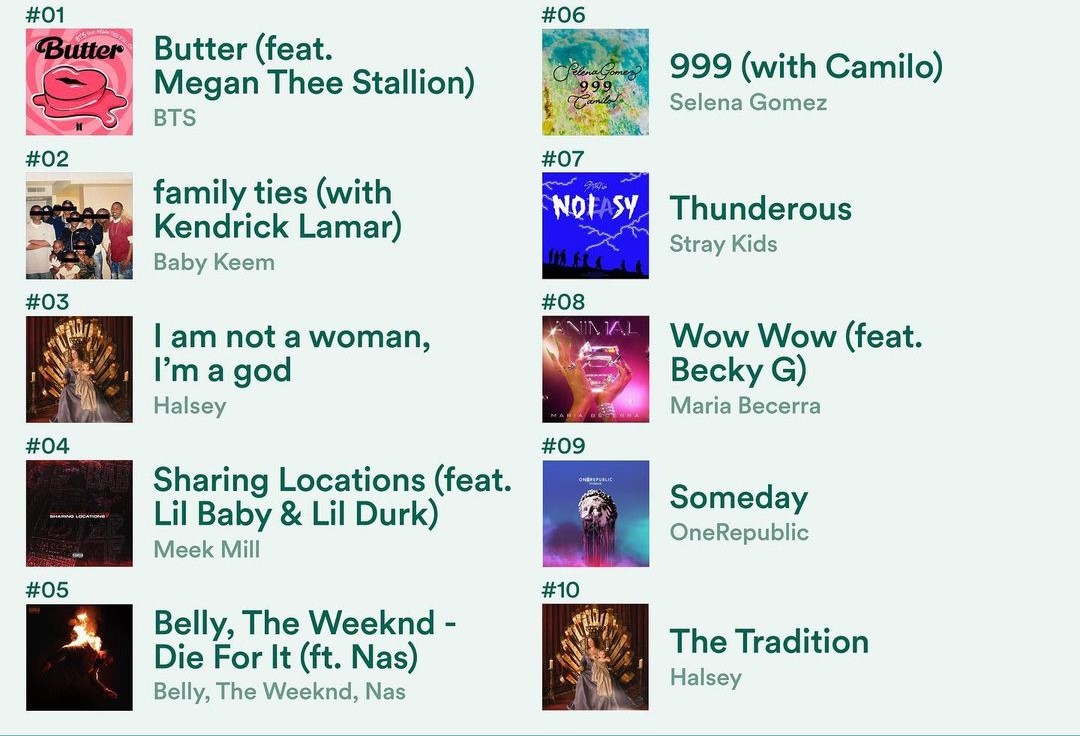 #01
Butter
Butter (feat.
Megan Thee Stallion)
BTS
#02
family ties (with
Kendrick Lamar)
Baby Keem
#03
I am not a woman,
I'm a god
Halsey
#04
SHARING LOCATIONS
Sharing Locations (feat.
Lil Baby & Lil Durk)
Meek Mill
#05
Belly, The Weeknd -
Die For It (ft. Nas)
Belly, The Weeknd, Nas
#06
Selena Gomez
999
Camilo
999 (with Camilo)
Selena Gomez
#07
NOEASY
Thunderous
Stray Kids
#08
ANIMAL
MARIA BECERRA
Wow Wow (feat.
Becky G)
Maria Becerra
#09
ONEREPUBLIC
Someday
OneRepublic
#10
The Tradition
Halsey